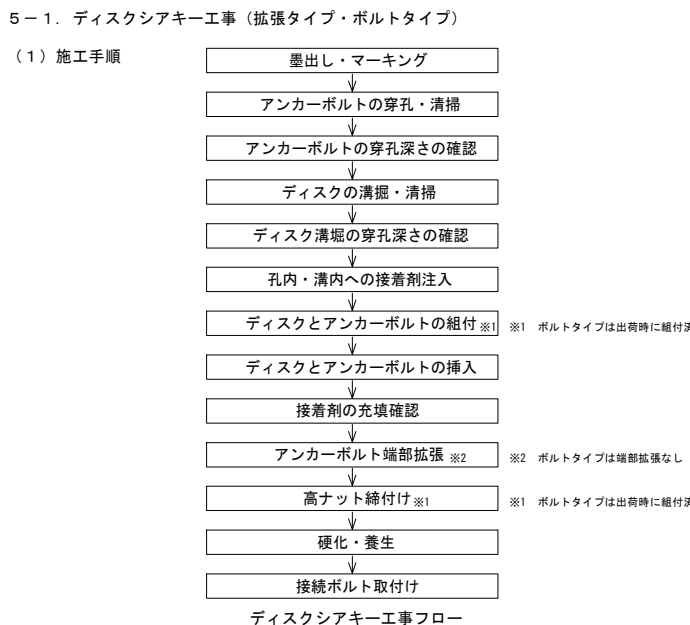 5－1．ディスクシアキー工事（拡張タイプ・ボルトタイプ）
（1）施工手順
墨出し・マーキング
アンカーボルトの穿孔・清掃
アンカーボルトの穿孔深さの確認
ディスクの溝掘・清掃
ディスク溝堀の穿孔深さの確認
孔内・溝内への接着剤注入
ディスクとアンカーボルトの組付※1 ※1 ボルトタイプは出荷時に組付済
ディスクとアンカーボルトの挿入
接着剤の充填確認
アンカーボルト端部拡張※2 ※2 ボルトタイプは端部拡張なし
高ナット締付け※1 ※1 ボルトタイプは出荷時に組付済
硬化・養生
接続ボルト取付け
ディスクシアキー工事フロー